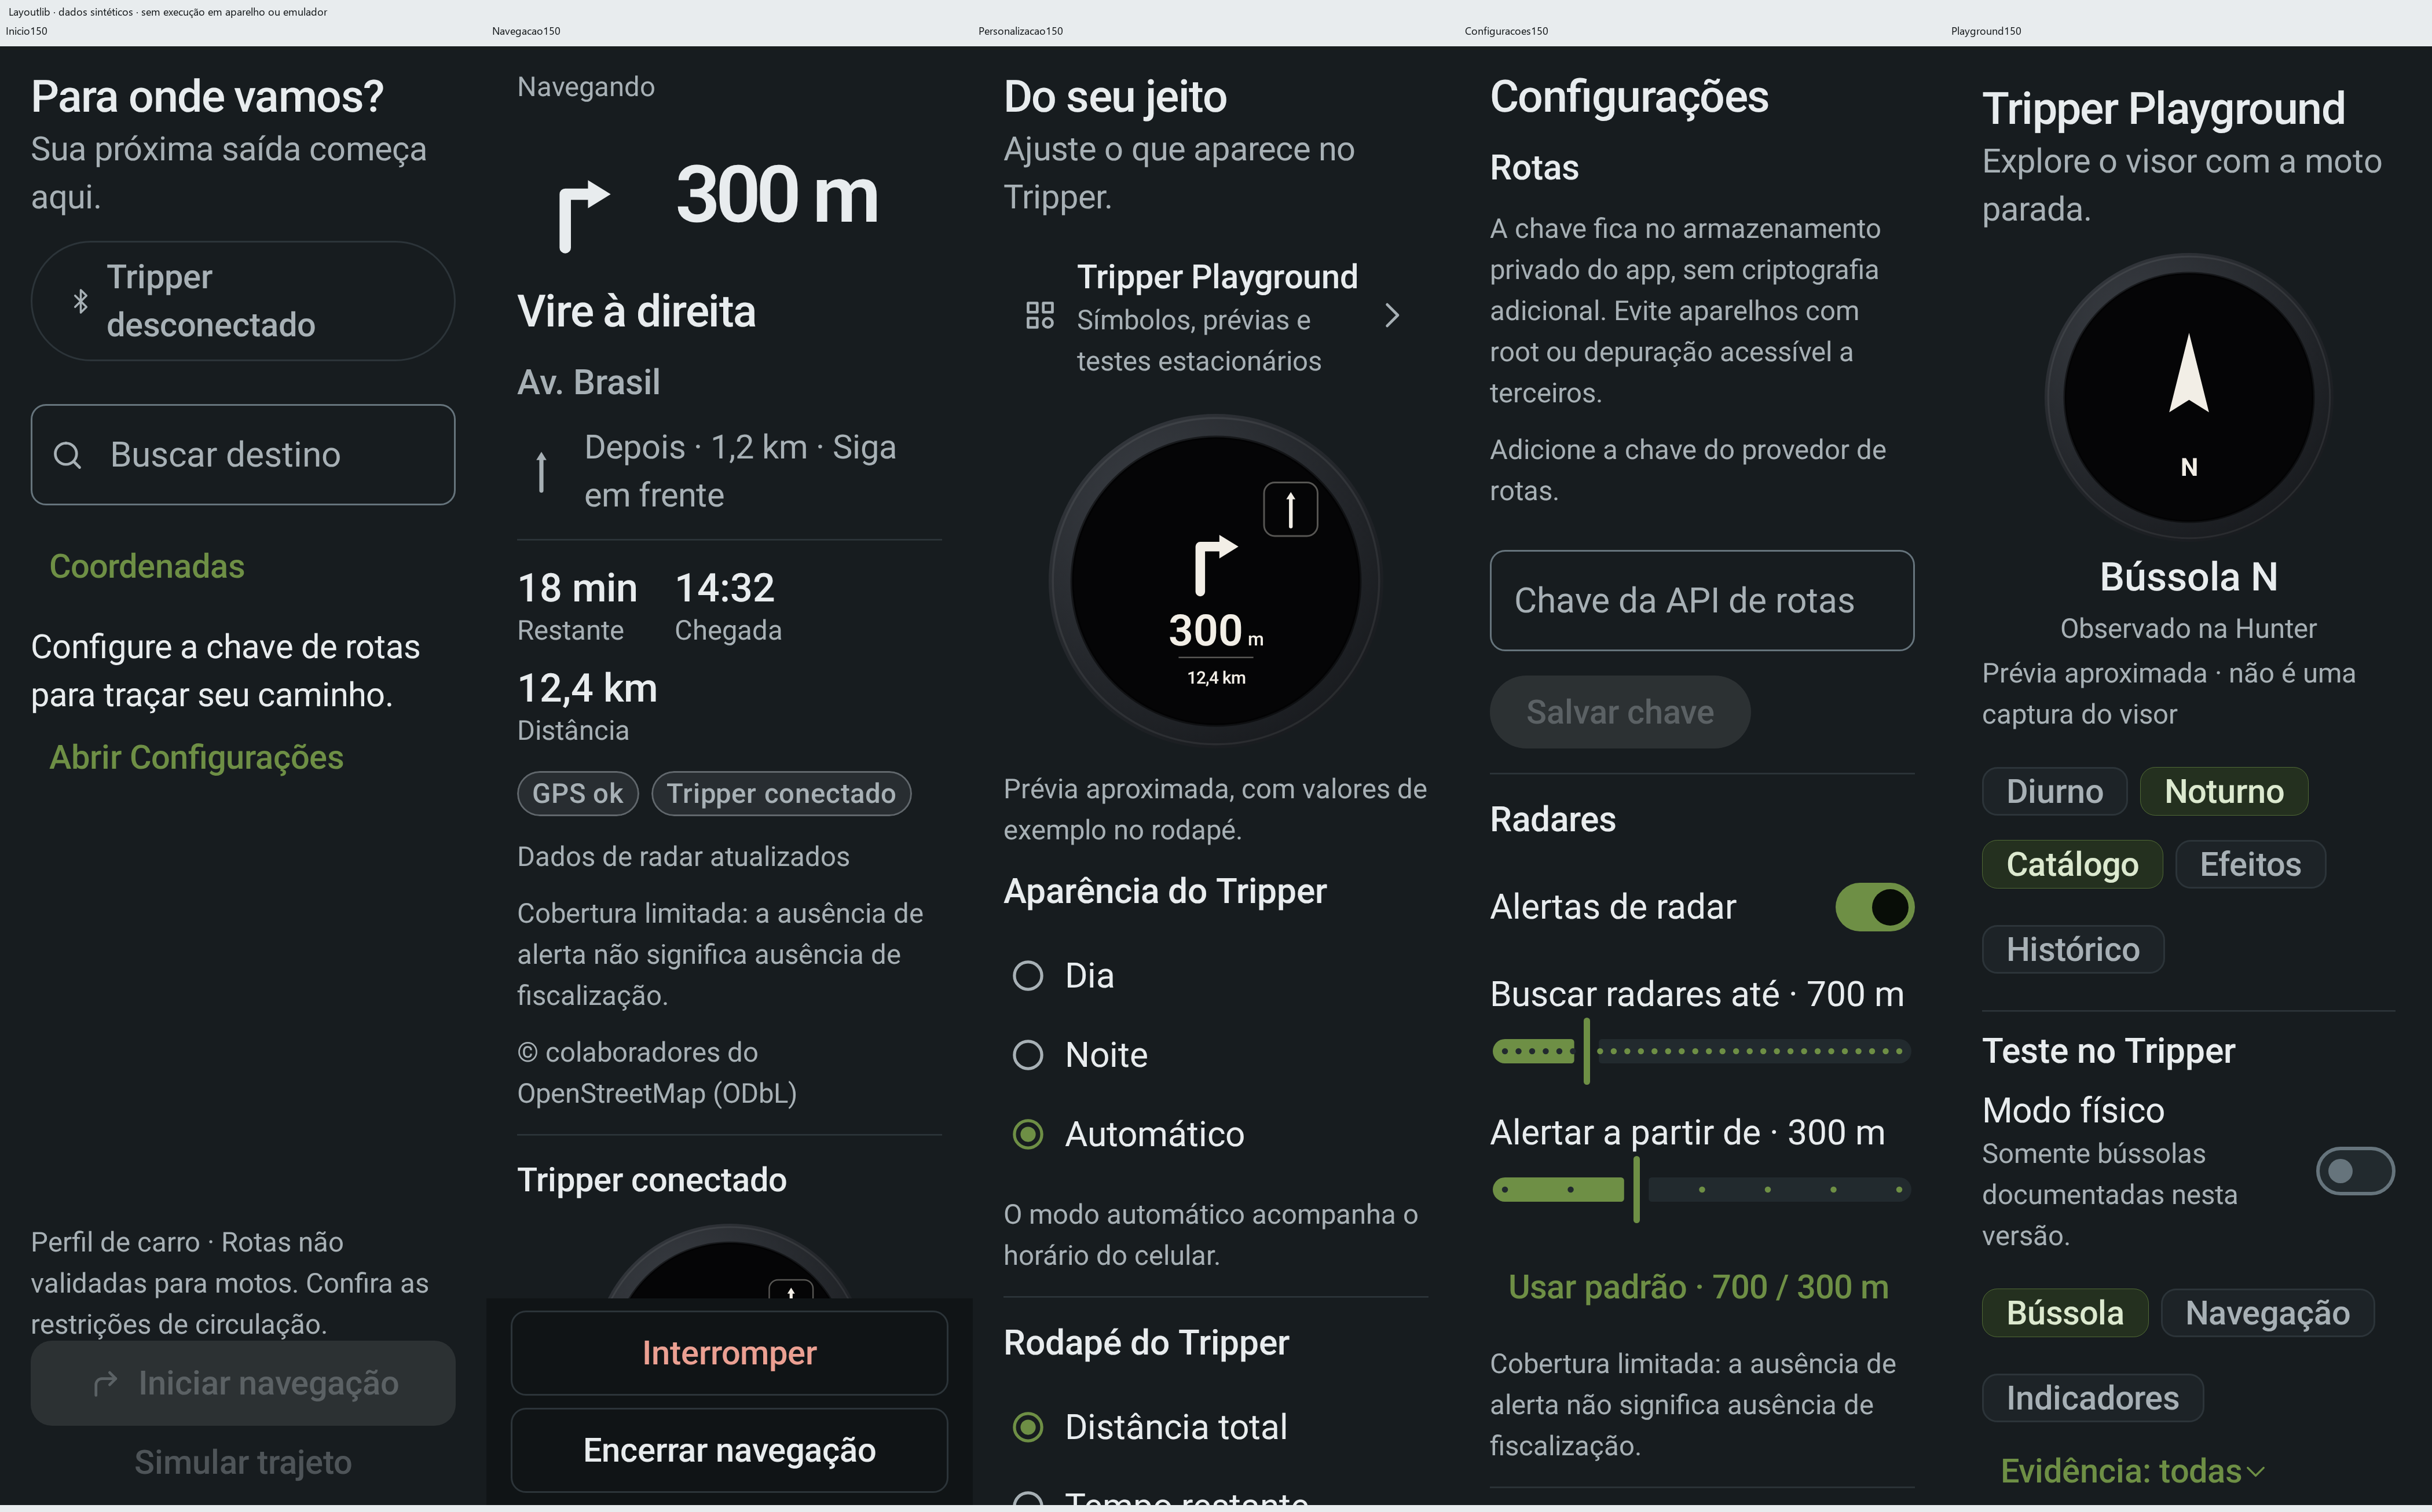 Layoutlib · dados sintéticos · sem execução em aparelho ou emulador
Inicio150
Para onde vamos?
Sua próxima saída começa
aqui.
Tripper
desconectado
Buscar destino
Coordenadas
Configure a chave de rotas
para traçar seu caminho.
Abrir Configurações
Perfil de carro · Rotas não
validadas para motos. Confira as
restrições de circulação.
Iniciar navegação
Simular trajeto
Navegacao150
Navegando
300 m
Vire à direita
Av. Brasil
Depois · 1,2 km · Siga
em frente
18 min 14:32
Restante Chegada
12,4 km
Distância
GPS ok Tripper conectado
Dados de radar atualizados
Cobertura limitada: a ausência de
alerta não significa ausência de
fiscalização.
© colaboradores do
OpenStreetMap (ODbL)
Tripper conectado
Interromper
Encerrar navegação
Personalizacao150
Do seu jeito
Ajuste o que aparece no
Tripper.
Tripper Playground
Símbolos, prévias e
testes estacionários
300 m
12,4 km
Prévia aproximada, com valores de
exemplo no rodapé.
Aparência do Tripper
Dia
Noite
Automático
O modo automático acompanha o
horário do celular.
Rodapé do Tripper
Distância total
Tempo restante
Configuracoes150
Configurações
Rotas
A chave fica no armazenamento
privado do app, sem criptografia
adicional. Evite aparelhos com
root ou depuração acessível a
terceiros.
Adicione a chave do provedor de
rotas.
Chave da API de rotas
Salvar chave
Radares
Alertas de radar
Buscar radares até · 700 m
Alertar a partir de · 300 m
Usar padrão · 700 / 300 m
Cobertura limitada: a ausência de
alerta não significa ausência de
fiscalização.
Playground150
Tripper Playground
Explore o visor com a moto
parada.
N
Bússola N
Observado na Hunter
Prévia aproximada · não é uma
captura do visor
Diurno Noturno
Catálogo Efeitos
Histórico
Teste no Tripper
Modo físico
Somente bússolas
documentadas nesta
versão.
Bússola Navegação
Indicadores
Evidência: todas